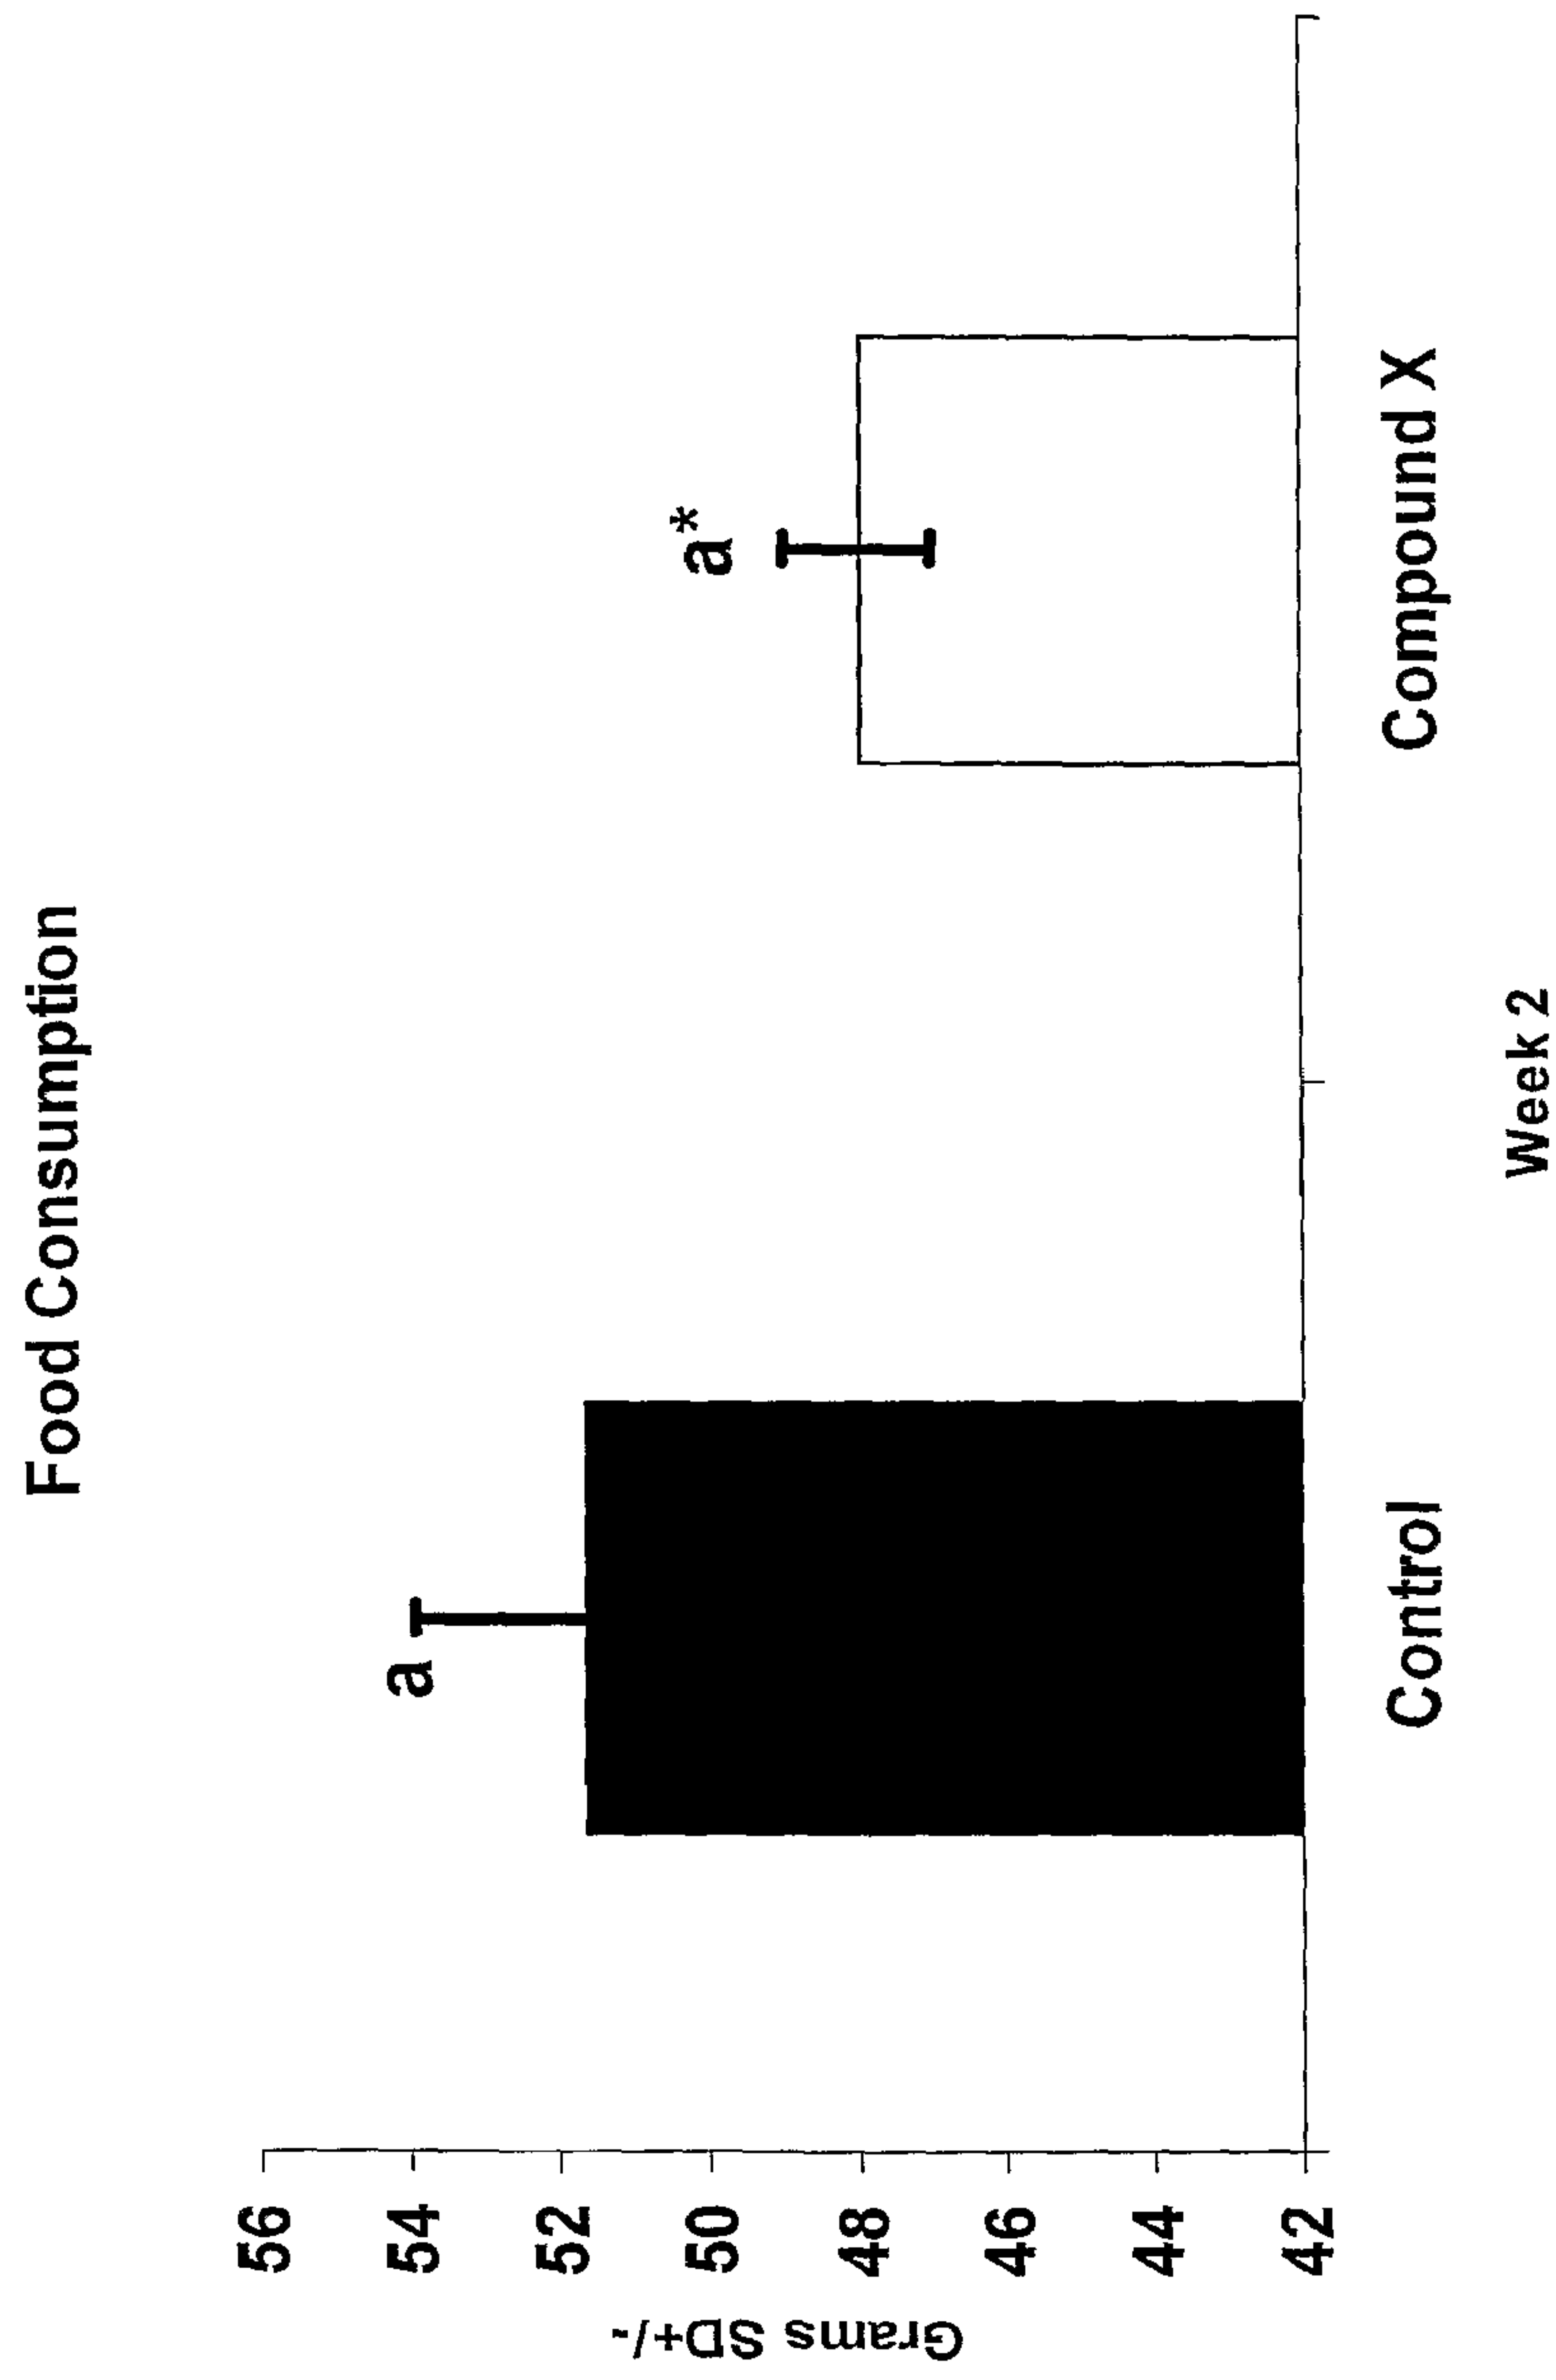 Food Consumption
Grams SD+/-
56
54
52
50
48
46
44
42
a
a*
Control
Compound X
Week 2